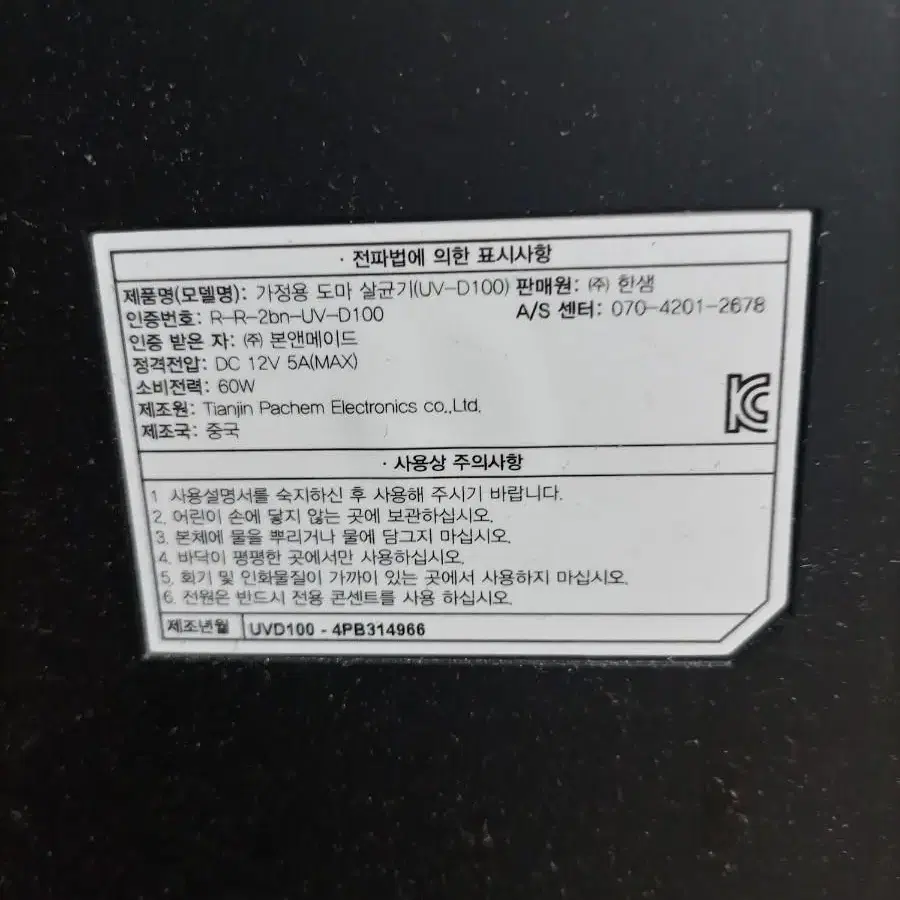 · 전파법에 의한 표시사항
제품명(모델명): 가정용 도마 살균기(UV-D100) 판매원: ㈜ 한샘
인증번호: R-R-2bn-UV-D100 A/S 센터: 070-4201-2678
인증 받은 자: ㈜ 본앤메이드
정격전압: DC 12V 5A(MAX)
소비전력: 60W
제조원: Tianjin Pachem Electronics co.,Ltd.
제조국: 중국
KC
· 사용상 주의사항
1 사용설명서를 숙지하신 후 사용해 주시기 바랍니다.
2. 어린이 손에 닿지 않는 곳에 보관하십시오.
3. 본체에 물을 뿌리거나 물에 담그지 마십시오.
4. 바닥이 평평한 곳에서만 사용하십시오.
5. 화기 및 인화물질이 가까이 있는 곳에서 사용하지 마십시오.
6. 전원은 반드시 전용 콘센트를 사용 하십시오.
제조년월 UVD100 - 4PB314966